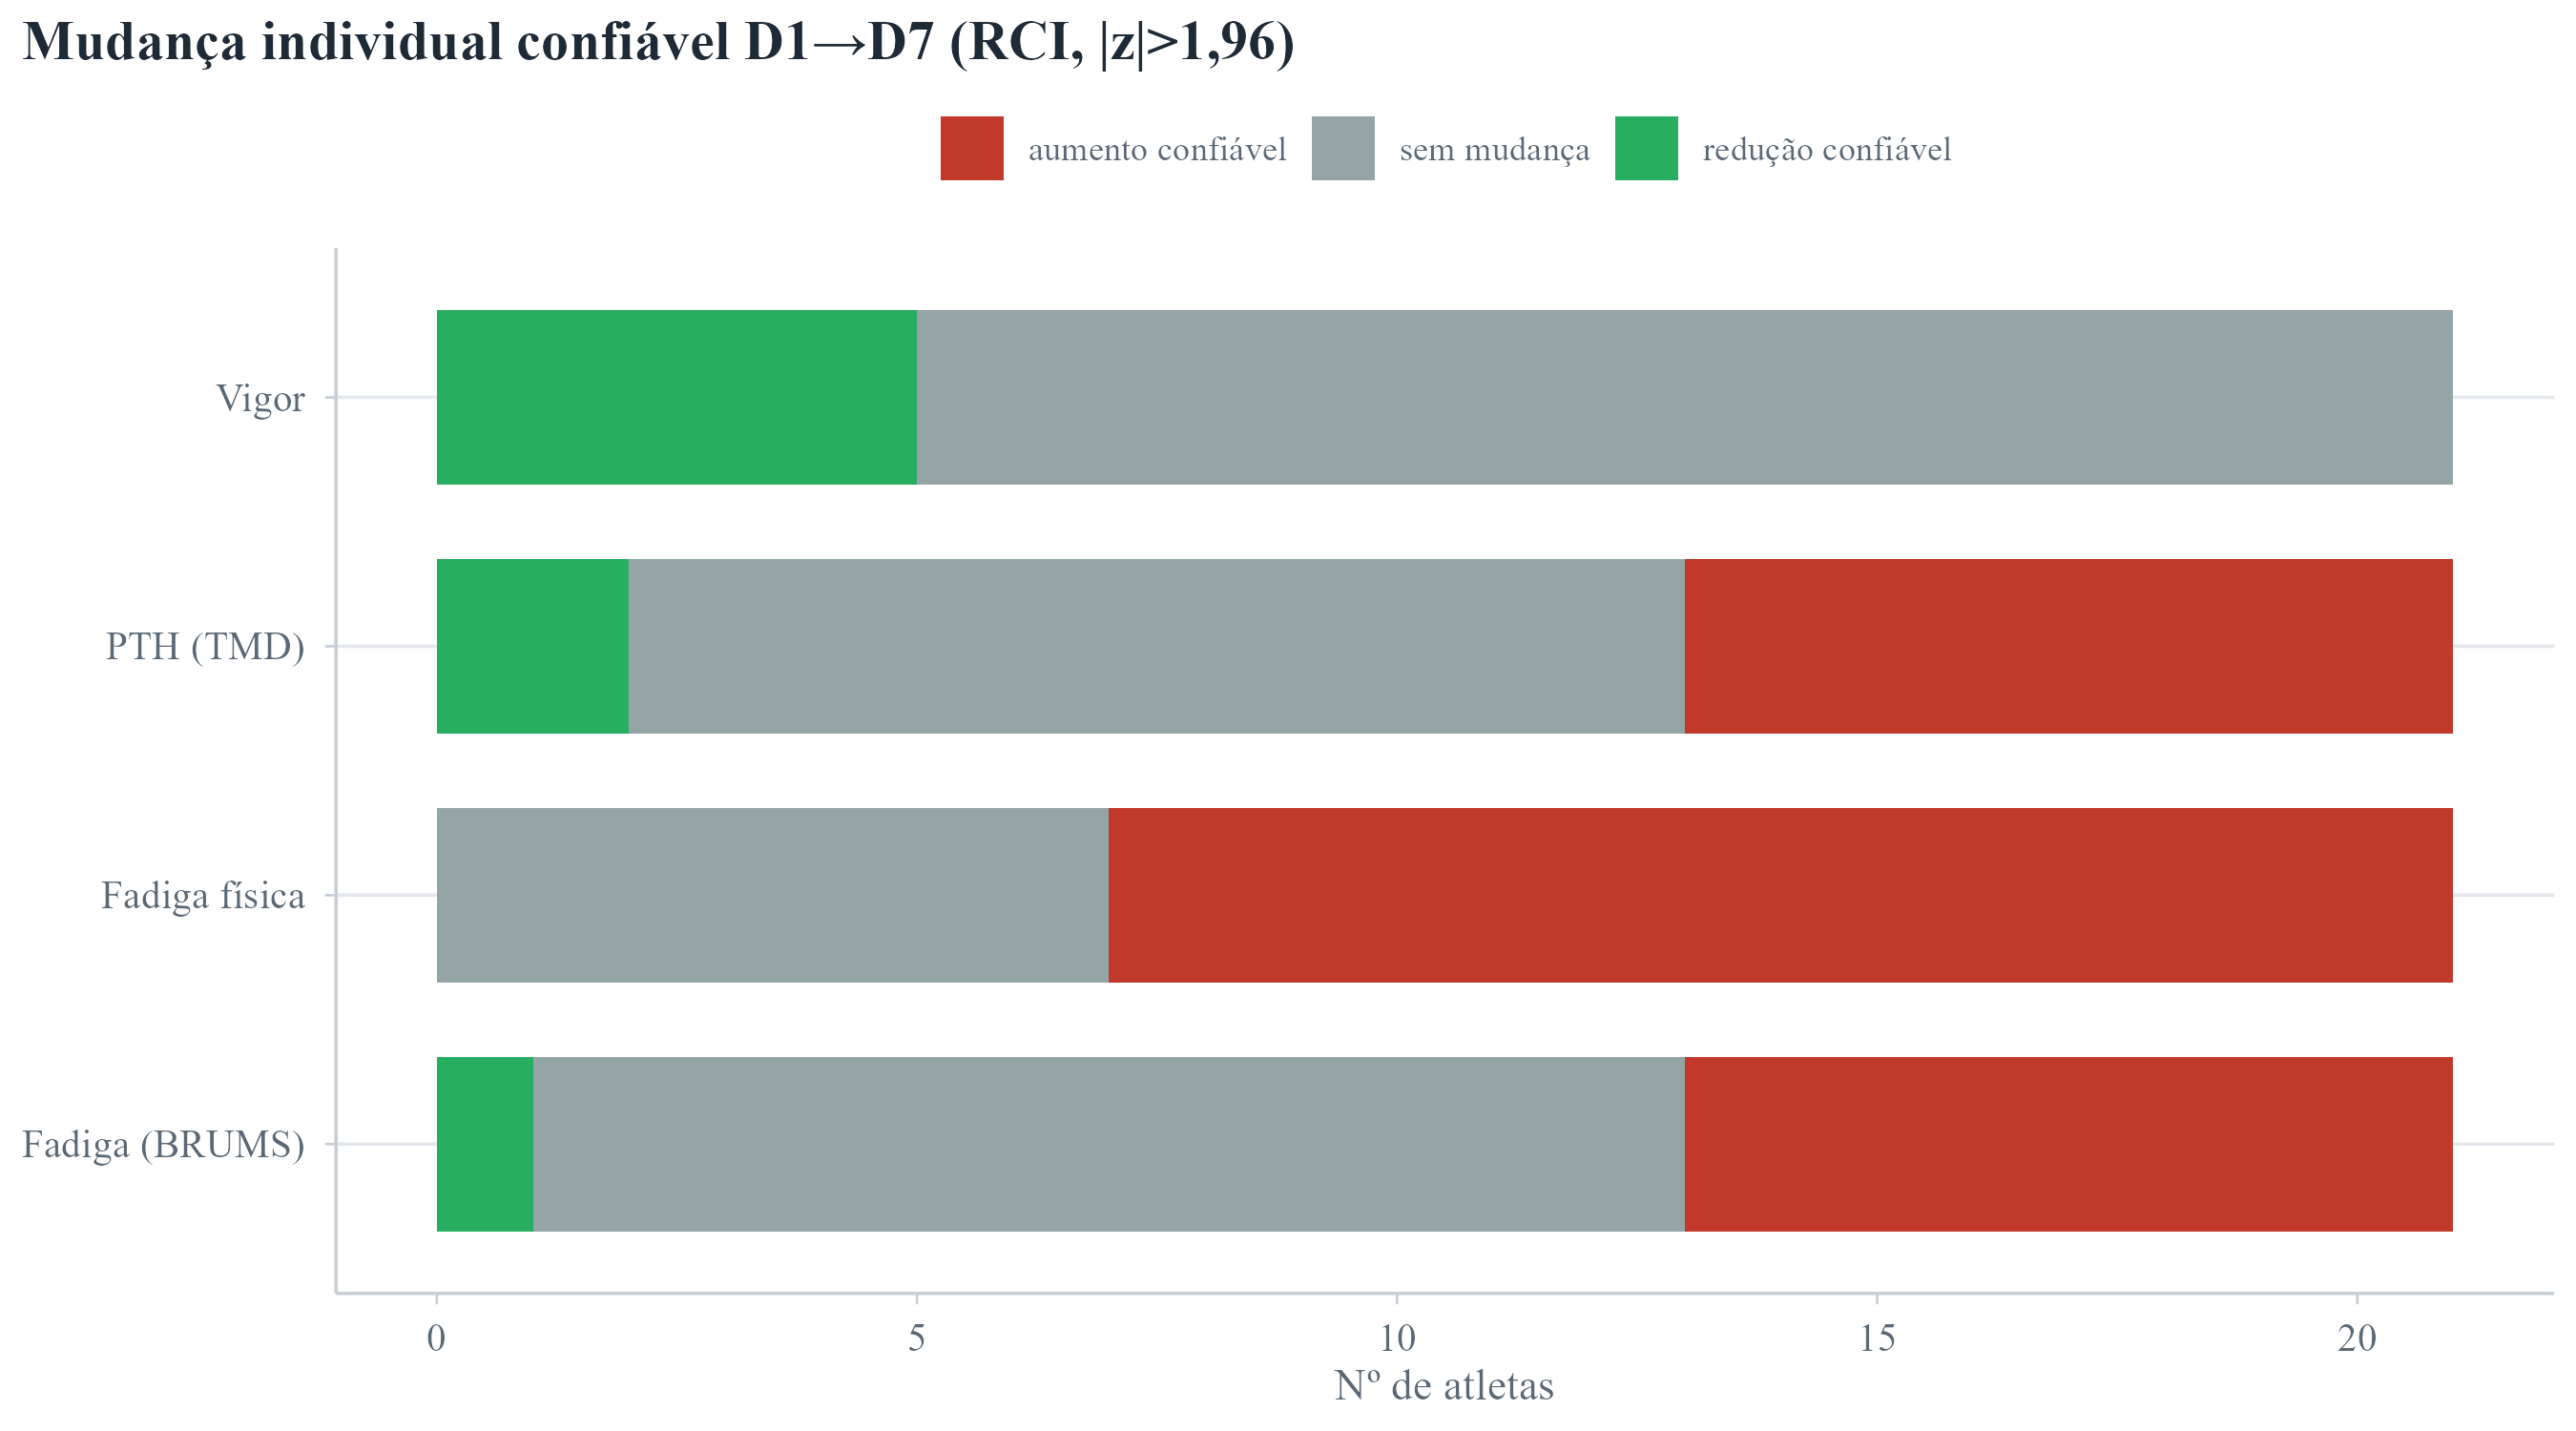 Mudança individual confiável D1→D7 (RCI, |z|>1,96)
aumento confiável sem mudança redução confiável
Vigor
PTH (TMD)
Fadiga física
Fadiga (BRUMS)
0 5 10 15 20
Nº de atletas